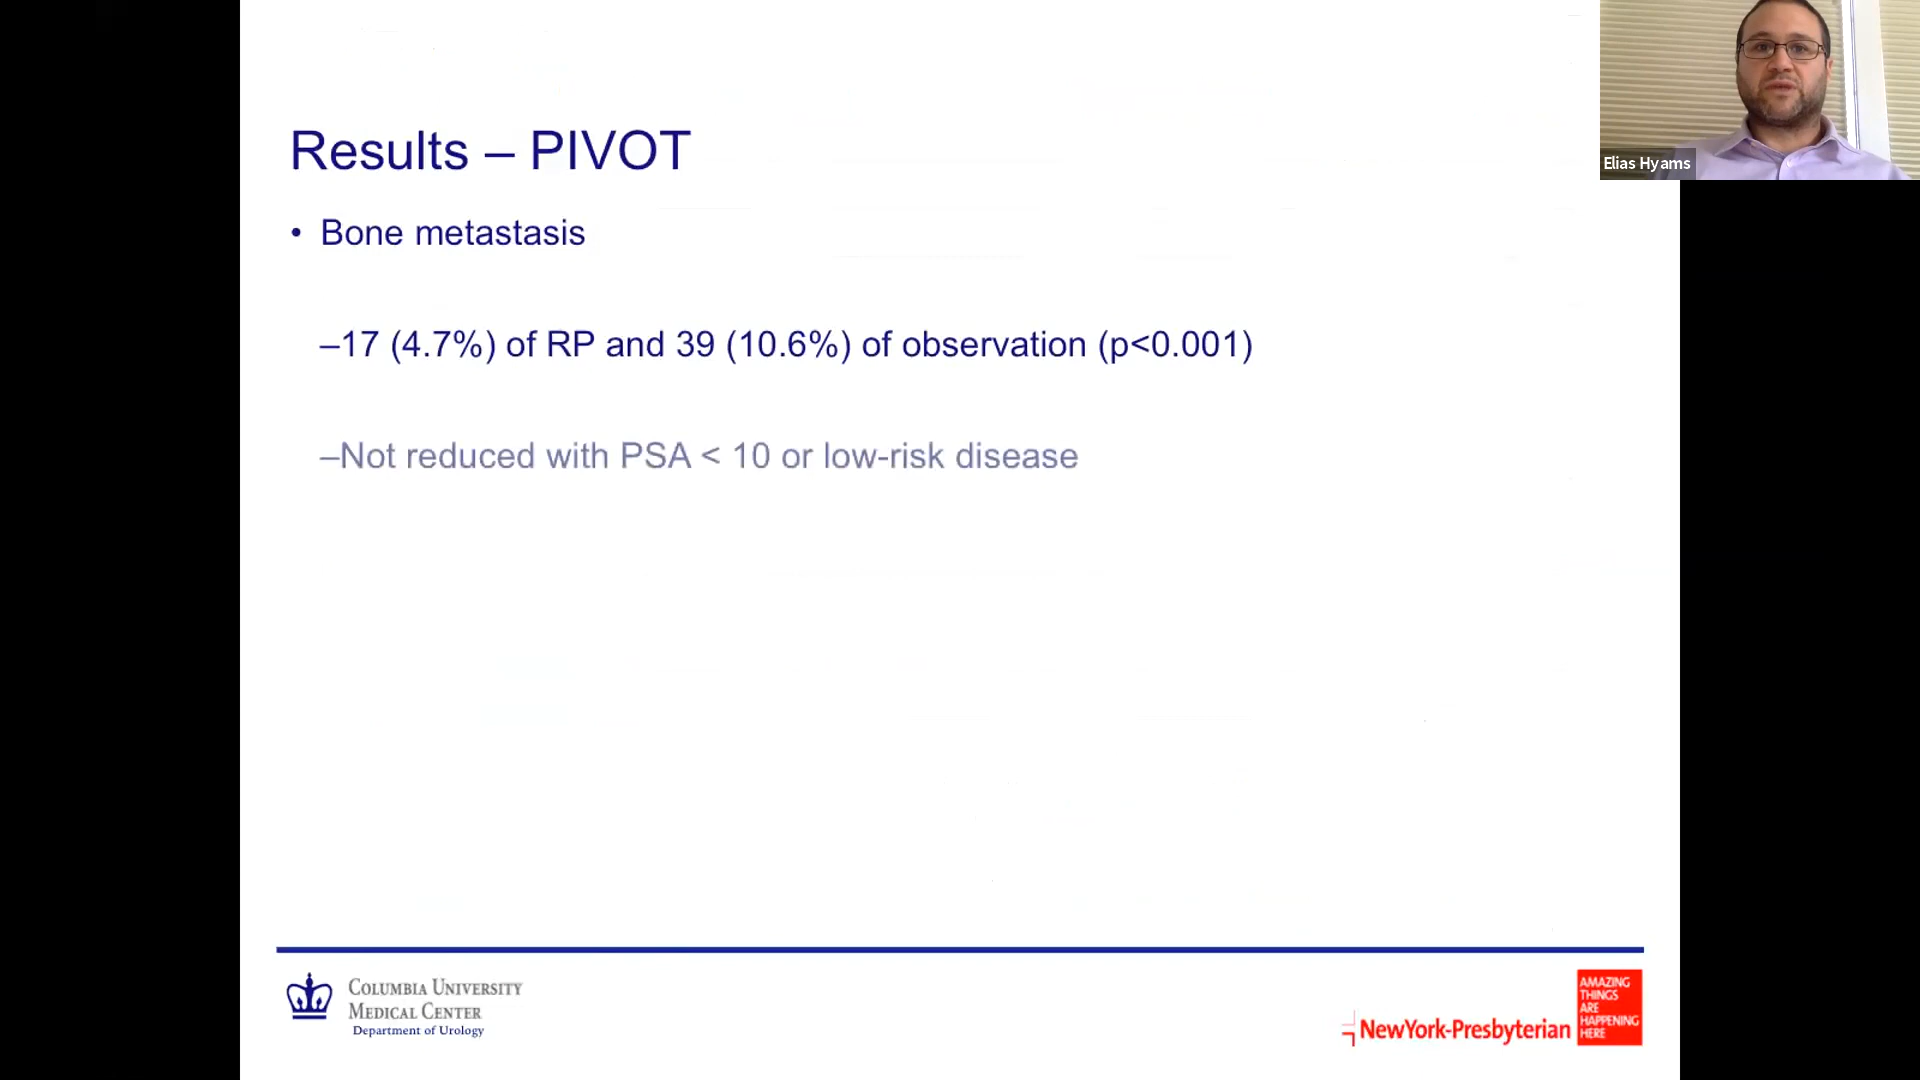 Results – PIVOT
• Bone metastasis
–17 (4.7%) of RP and 39 (10.6%) of observation (p<0.001)
–Not reduced with PSA < 10 or low-risk disease
Elias Hyams
COLUMBIA UNIVERSITY
MEDICAL CENTER
Department of Urology
NewYork-Presbyterian
AMAZING
THINGS
ARE
HAPPENING
HERE